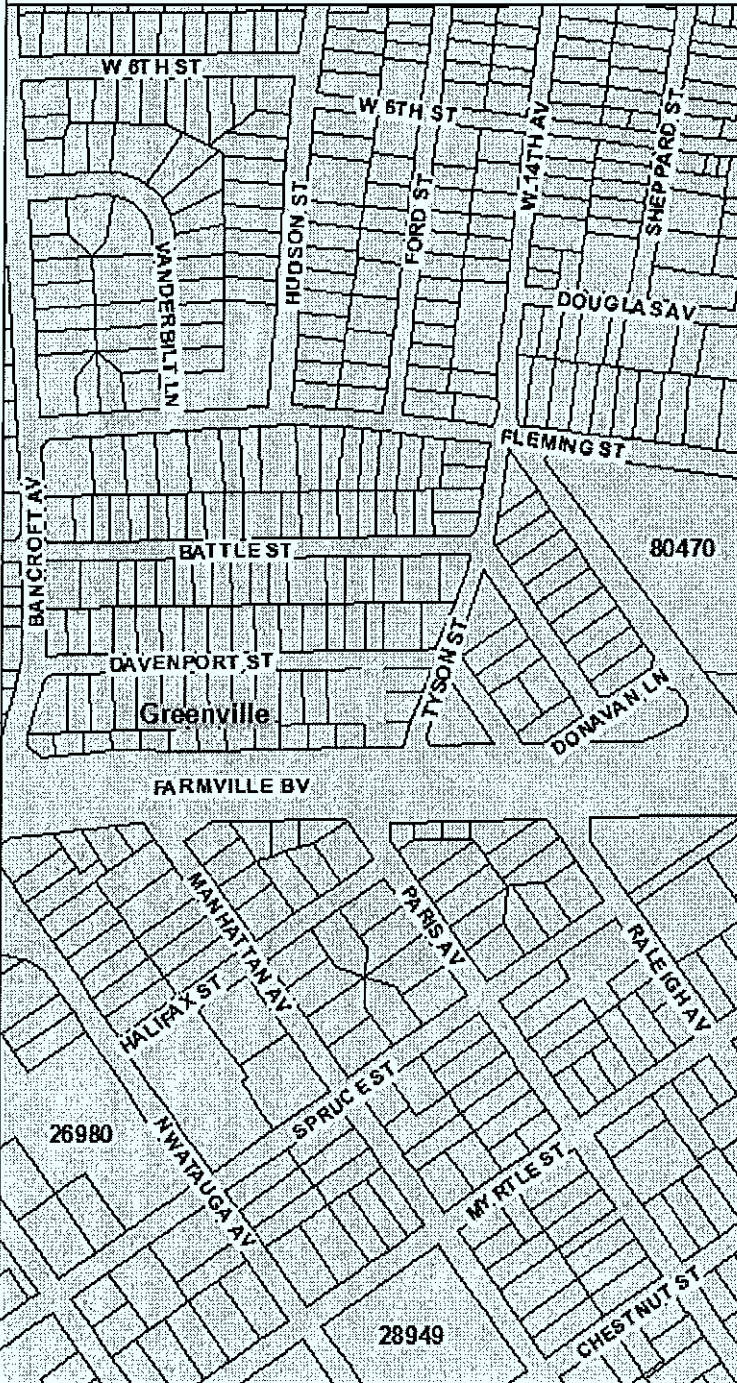 W 6TH ST
W 5TH ST
W 14TH AV
SHEPPARD ST
HUDSON ST
FORD ST
VANDERBILT LN
DOUGLAS AV
FLEMING ST
BANCROFT AV
BATTLE ST
80470
DAVENPORT ST
TYSON ST
Greenville
DONAVAN LN
FARMVILLE BV
MANHATTAN AV
PARIS AV
RALEIGH AV
HALIFAX ST
SPRUCE ST
26980
N WATAUGA AV
MYRTLE ST
CHESTNUT ST
28949